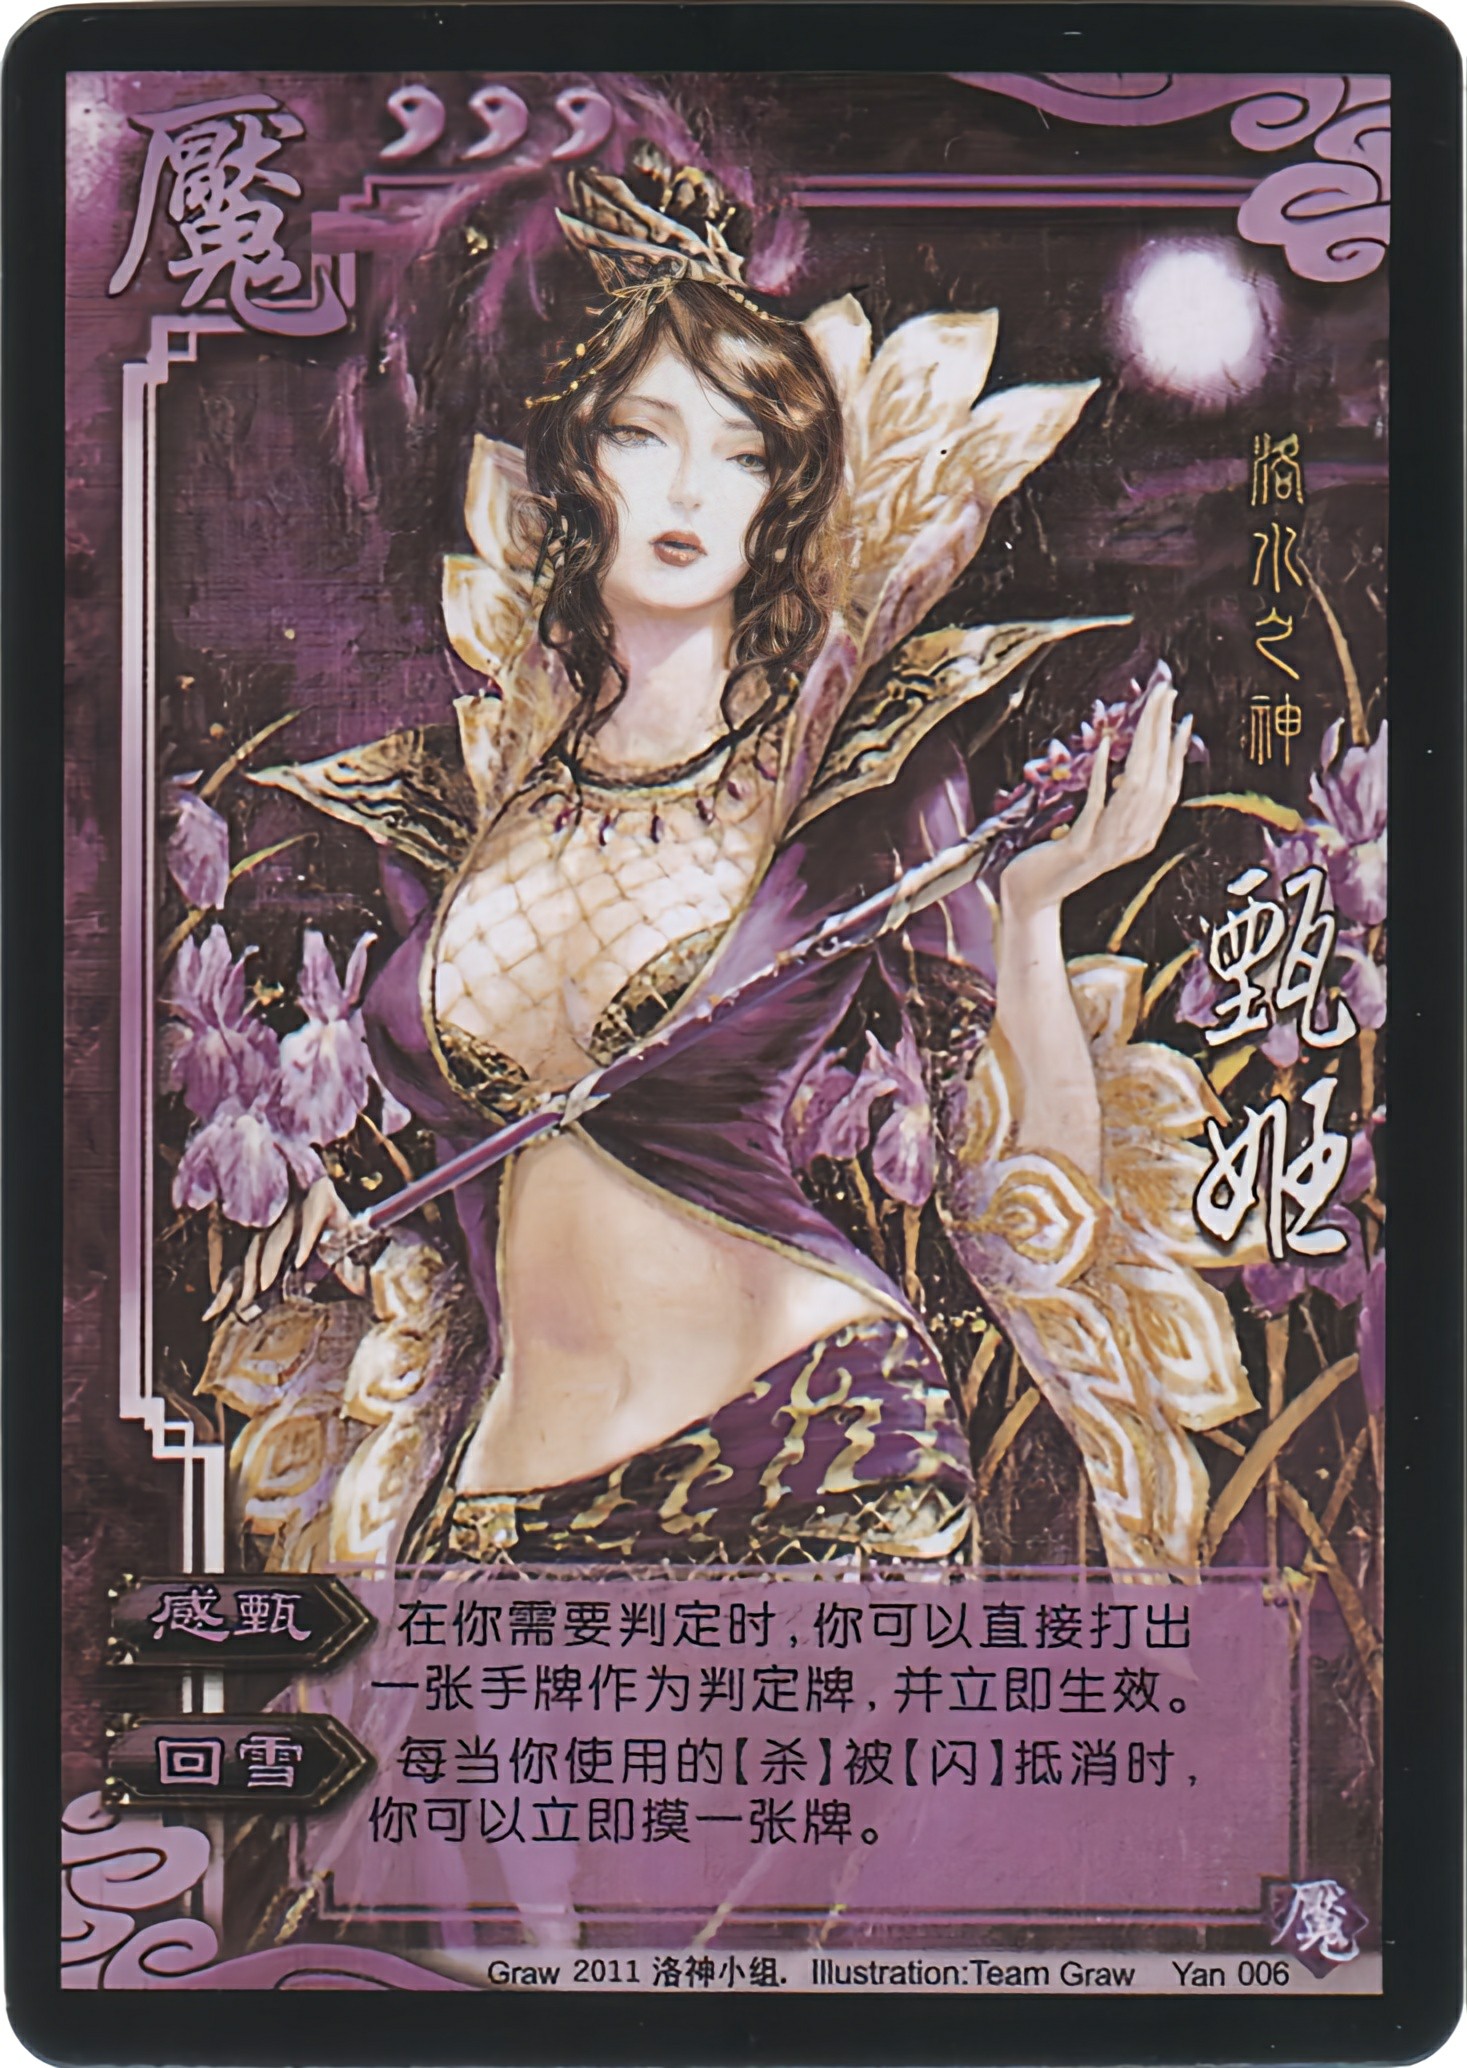 魘
洛水之神
甄姬
感甄
在你需要判定时，你可以直接打出
一张手牌作为判定牌，并立即生效。
回雪
每当你使用的【杀】被【闪】抵消时，
你可以立即摸一张牌。
魘
Graw 2011 洛神小组. Illustration:Team Graw Yan 006